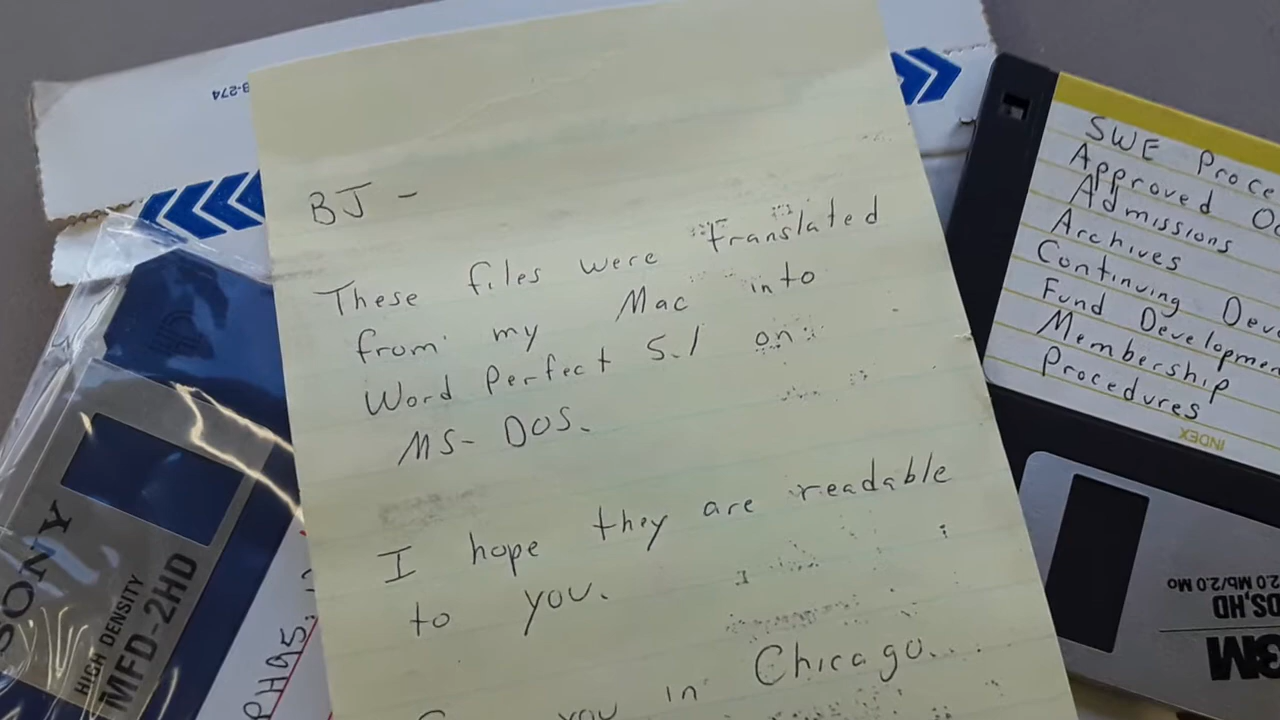 BJ -
These files were translated
from my Mac into
Word Perfect 5.1 on
MS-DOS.
I hope they are readable
to you.
you in Chicago...
SWE
Approved
Admissions
Archives
Continuing
Fund
Membership
Procedures
INDEX
2.0 Mb/2.0 Mo
DS,HD
3M
SONY
HIGH DENSITY
MFD-2HD